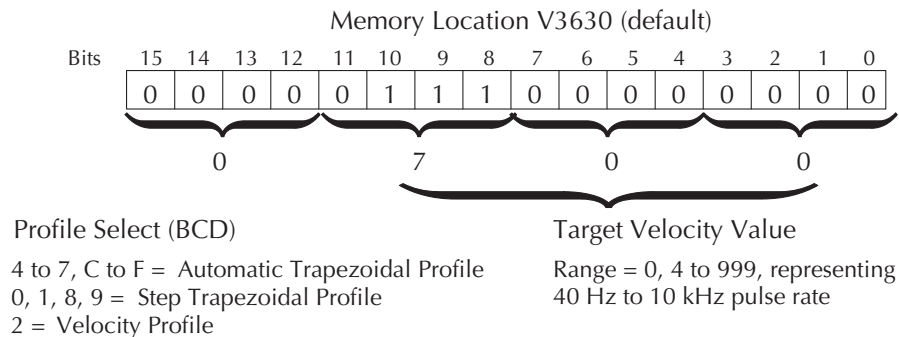 Memory Location V3630 (default)
Bits 15 14 13 12 11 10 9 8 7 6 5 4 3 2 1 0
0 0 0 0 0 1 1 1 0 0 0 0 0 0 0 0
0 7 0 0
Profile Select (BCD)
4 to 7, C to F = Automatic Trapezoidal Profile
0, 1, 8, 9 = Step Trapezoidal Profile
2 = Velocity Profile
Target Velocity Value
Range = 0, 4 to 999, representing
40 Hz to 10 kHz pulse rate